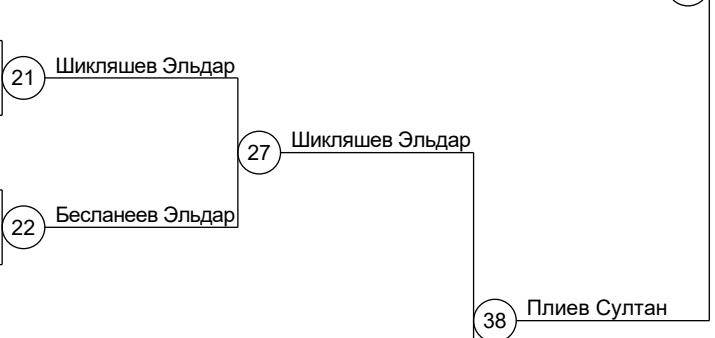 21 Шикляшев Эльдар
27 Шикляшев Эльдар
22 Бесланеев Эльдар
38 Плиев Султан